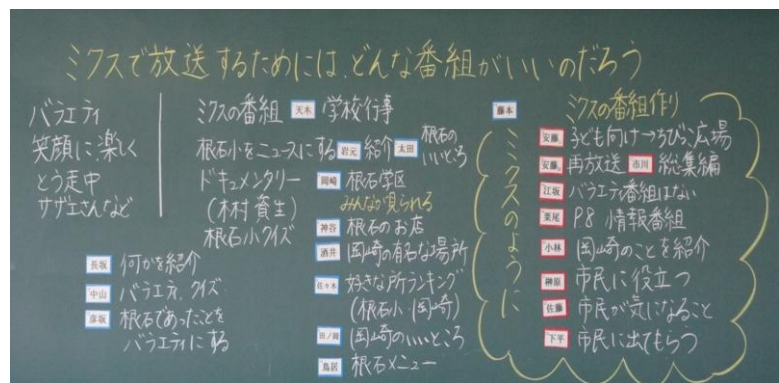 ミクスで放送するためには、どんな番組がいいのだろう
バラエティ
笑顔に楽しく
とう走中
サザエさんなど
長坂 何かを紹介
中山 バラエティ、クイズ
彦坂 根石であったことを
バラエティにする
ミクスの番組 天木 学校行事
根石小をニュースにする 岩元 紹介 太田 根石の
いいところ
ドキュメンタリー
(木村資生)
根石小クイズ
岡崎 根石学区
みんなが見られる
神谷 根石のお店
酒井 岡崎の有名な場所
佐々木 好きな所ランキング
(根石小・岡崎)
田ノ岡 岡崎のいいところ
鳥居 根石メニュー
藤本
ミクスのように
ミクスの番組作り
安藤 子ども向け→ちびっ広場
安藤 再放送 市川 総集編
江坂 バラエティ番組はない
栗尾 P.8 情報番組
小林 岡崎のことを紹介
榊原 市民に役立つ
佐藤 市民が気になること
下平 市民に出てもらう